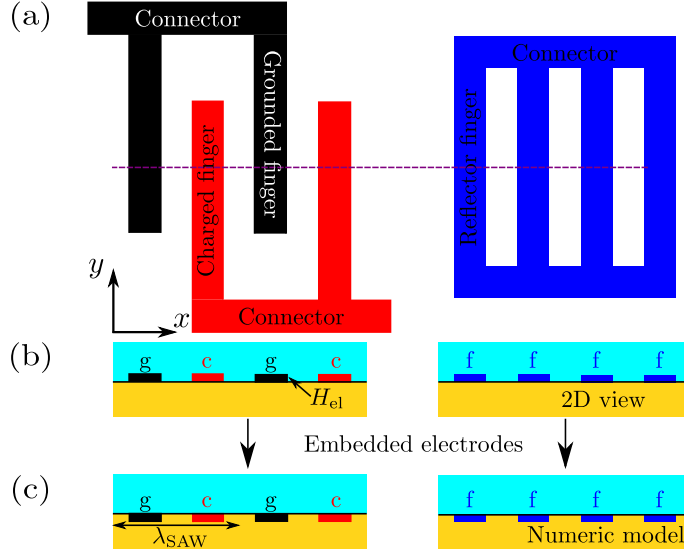 (a)
Connector
Grounded finger
Charged finger
Connector
Connector
Reflector finger
y
x
(b)
g c g c
H_el
f f f f
2D view
Embedded electrodes
(c)
g c g c
λ_SAW
f f f f
Numeric model